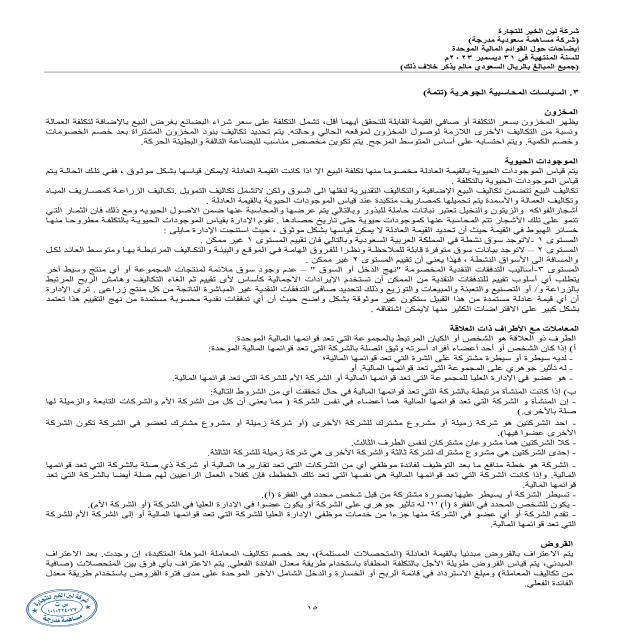 شركة لين الخير للتجارة
(شركة مساهمة سعودية مدرجة)
إيضاحات حول القوائم المالية الموحدة
للسنة المنتهية في ٣١ ديسمبر ٢٠٢٣م
(جميع المبالغ بالريال السعودي مالم يذكر خلاف ذلك)
٣. السياسات المحاسبية الجوهرية (تتمة)
المخزون
يظهر المخزون بسعر التكلفة أو صافي القيمة القابلة للتحقق أيهما أقل، تشمل التكلفة على سعر شراء البضائع بغرض البيع بالإضافة لتكلفة العمالة
ونسبة من التكاليف الأخرى اللازمة لوصول المخزون لموقعه الحالي وحالته. يتم تحديد تكاليف بنود المخزون المشتراة بعد خصم الخصومات
وخصم الكمية. ويتم احتسابه على أساس المتوسط المرجح. يتم تكوين مخصص مناسب للبضاعة التالفة والبطيئة الحركة.
الموجودات الحيوية
يتم قياس الموجودات الحيوية بالقيمة العادلة مخصوما منها تكلفة البيع الا اذا كانت القيمة العادلة لايمكن قياسها بشكل موثوق ، ففي تلك الحالة يتم
قياس الموجودات الحيوية بالتكلفة .
تكاليف البيع تتضمن تكاليف البيع الإضافية والتكاليف التقديرية لنقلها الى السوق ولكن لاتشمل تكاليف التمويل .تكاليف الزراعة كمصاريف المياه
وتكاليف العمالة والأسمدة يتم تحميلها كمصاريف متكبدة عند قياس الموجودات الحيوية بالقيمة العادلة .
أشجارالفواكه والزيتون والنخيل تعتبر نباتات حاملة للبذور وبالتالي يتم عرضها والمحاسبة عنها ضمن الاصول الحيويه ومع ذلك فان الثمار التي
تنمو على تلك الأشجار تتم المحاسبة عنها كموجودات حيوية حتى تاريخ حصادها . تقوم الإدارة بقياس الموجودات الحيوية بالتكلفة مطروحا منها
خسائر الهبوط في القيمة حيث أن تحديد القيمة العادلة لا يمكن قياسها بشكل موثوق ، حيث استنتجت الإدارة مايلى :
المستوى ١ -لاتوجد سوق نشطة في المملكة العربية السعودية وبالتالي فان تقييم المستوى ١ غير ممكن .
المستوى ٢ – لاتوجد بيانات سوق متوفرة قابلة للملاحظة ونظرا للفروق الهامة في الموقع والبيئة والتكاليف المرتبطة بها ومتوسط العائد لكل
والمسافة الى الأسواق النشطة ، فهذا يعني أن تقييم المستوى ٢ غير ممكن .
المستوى ٣-أساليب التدفقات النقدية المخصومة "نهج الدخل أو السوق " – عدم وجود سوق ملائمة لمنتجات المجموعة أو أي منتج وسيط آخر
يتطلب أي أسلوب تقييم للتدفقات النقدية من الممكن أن تستخدم الإيرادات الاجمالية كأساس لأى تقييم ثم الغاء التكاليف وهامش الربح المرتبط
بالزراعة و/ أو التصنيع والتعبئة والمبيعات والتوزيع وذلك لتحديد صافى التدفقات النقدية غير المباشرة الناتجة من كل منتج زراعى . ترى الإدارة
أن أي قيمة عادلة مستمدة من هذا القبيل ستكون غير موثوقة بشكل واضح حيث أن أي تدفقات نقدية محسوبة مستمدة من نهج التقييم هذا تعتمد
بشكل كبير على الافتراضات الكثير منها لايمكن اشتقاقه .
المعاملات مع الأطراف ذات العلاقة
الطرف ذو العلاقة هو الشخص أو الكيان المرتبط بالمجموعة التي تعد قوائمها المالية الموحدة.
أ) إذا كان الشخص أو أحد أعضاء أفراد أسرته وثيق الصلة بالشركة التي تعد قوائمها المالية الموحدة:
- لديه سيطرة أو سيطرة مشتركة على الشركة التي تعد قوائمها المالية؛
- له تأثير جوهري على المجموعة التي تعد قوائمها المالية. أو
- هو عضو في الإدارة العليا للمجموعة التي تعد قوائمها المالية أو الشركة الأم للشركة التي تعد قوائمها المالية.
ب) إذا كانت المنشأة مرتبطة بالشركة التي تعد قوائمها المالية في حال تحققت أي من الشروط التالية:
- إن المنشأة و الشركة التي تعد قوائمها المالية هما أعضاء في نفس الشركة ( مما يعني أن كل من الشركة الأم والشركات التابعة والزميلة لها
صلة بالأخرى.)
- أحد الشركتين هو شركة زميلة أو مشروع مشترك للشركة الأخرى (أو شركة زميلة أو مشروع مشترك لعضو في الشركة تكون الشركة
الأخرى عضوا فيها).
- كلا الشركتين هما مشروعان مشتركان لنفس الطرف الثالث.
- إحدى الشركتين هي مشروع مشترك لشركة ثالثة والشركة الأخرى هي شركة زميلة للشركة الثالثة.
- الشركة هو خطة منافع ما بعد التوظيف لفائدة موظفي أي من الشركات التي تعد تقاريرها المالية أو شركة ذي صلة بالشركة التي تعد قوائمها
المالية. وإذا كانت الشركة التي تعد قوائمها المالية هي نفسها التي تعد تلك الخطط، فإن كفلاء العمل الراعيين لهم صلة أيضا بالشركة التي تعد
قوائمها المالية.
- تسيطر الشركة أو يسيطر عليها بصورة مشتركة من قبل شخص محدد في الفقرة (أ).
- يكون للشخص المحدد في الفقرة (أ) '١' له تأثير جوهري على الشركة أو يكون عضوا في الإدارة العليا في الشركة (أو الشركة الأم).
- تقدم الشركة أو أي عضو في الشركة منها جزءا من خدمات موظفي الإدارة العليا للشركة التي تعد قوائمها المالية أو إلى الشركة الأم للشركة
التي تعد قوائمها المالية.
القروض
يتم الاعتراف بالقروض مبدئياً بالقيمة العادلة (المتحصلات المستلمة)، بعد خصم تكاليف المعاملة المؤهل المتكبدة، إن وجدت. بعد الاعتراف
المبدئي، يتم قياس القروض طويلة الأجل بالتكلفة المطفأة باستخدام طريقة معدل الفائدة الفعلي. يتم الاعتراف بأي فرق بين المتحصلات (صافية
من تكاليف المعاملة) ومبلغ الاسترداد في قائمة الربح أو الخسارة والدخل الشامل الآخر الموحدة على مدى فترة القروض باستخدام طريقة معدل
الفائدة الفعلي.
شركة لين الخير للتجارة
س.ت
١٠١٠٢٢٤٠٧٧
مساهمة مدرجة
١٥